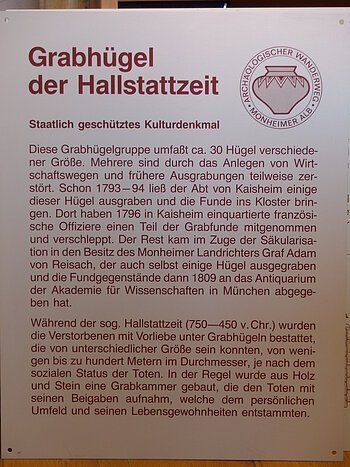 Grabhügel
der Hallstattzeit
ARCHÄOLOGISCHER WANDERWEG
• MONHEIMER ALB •
Staatlich geschütztes Kulturdenkmal
Diese Grabhügelgruppe umfaßt ca. 30 Hügel verschiede-
ner Größe. Mehrere sind durch das Anlegen von Wirt-
schaftswegen und frühere Ausgrabungen teilweise zer-
stört. Schon 1793–94 ließ der Abt von Kaisheim einige
dieser Hügel ausgraben und die Funde ins Kloster brin-
gen. Dort haben 1796 in Kaisheim einquartierte französi-
sche Offiziere einen Teil der Grabfunde mitgenommen
und verschleppt. Der Rest kam im Zuge der Säkularisa-
tion in den Besitz des Monheimer Landrichters Graf Adam
von Reisach, der auch selbst einige Hügel ausgegraben
und die Fundgegenstände dann 1809 an das Antiquarium
der Akademie für Wissenschaften in München abgege-
ben hat.
Während der sog. Hallstattzeit (750–450 v. Chr.) wurden
die Verstorbenen mit Vorliebe unter Grabhügeln bestattet,
die von unterschiedlicher Größe sein konnten, von weni-
gen bis zu hundert Metern im Durchmesser, je nach dem
sozialen Status der Toten. In der Regel wurde aus Holz
und Stein eine Grabkammer gebaut, die den Toten mit
seinen Beigaben aufnahm, welche dem persönlichen
Umfeld und seinen Lebensgewohnheiten entstammten.